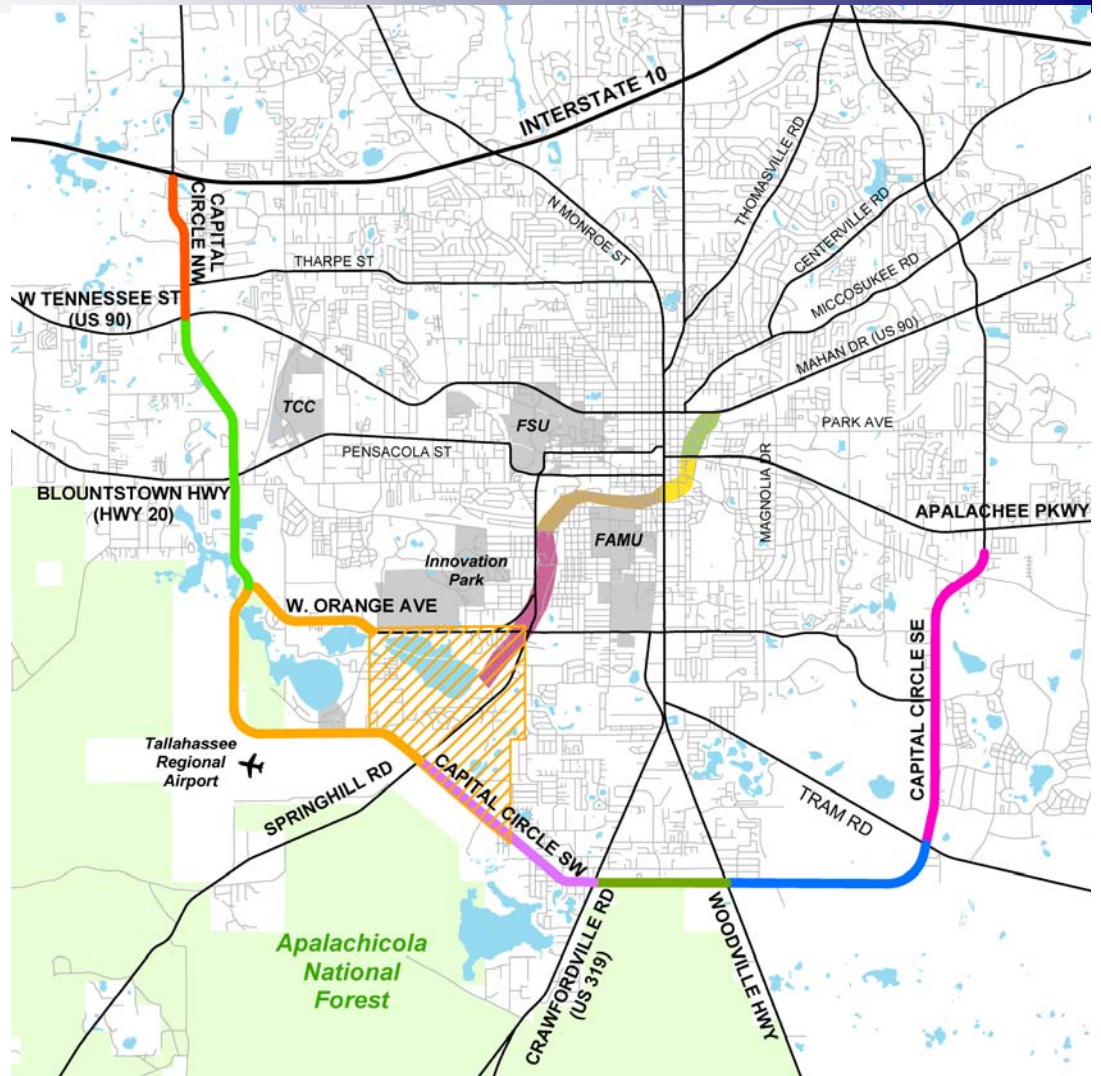 INTERSTATE 10
CAPITAL
CIRCLE NW
N MONROE ST
THOMASVILLE RD
CENTERVILLE RD
MICCOSUKEE RD
MAHAN DR (US 90)
THARPE ST
W TENNESSEE ST
(US 90)
TCC
FSU
PARK AVE
PENSACOLA ST
MAGNOLIA DR
BLOUNTSTOWN HWY
(HWY 20)
APALACHEE PKWY
Innovation
Park
FAMU
W. ORANGE AVE
CAPITAL CIRCLE SE
Tallahassee
Regional
Airport
SPRINGHILL RD
CAPITAL CIRCLE SW
TRAM RD
Apalachicola
National
Forest
CRAWFORDVILLE RD
(US 319)
WOODVILLE HWY